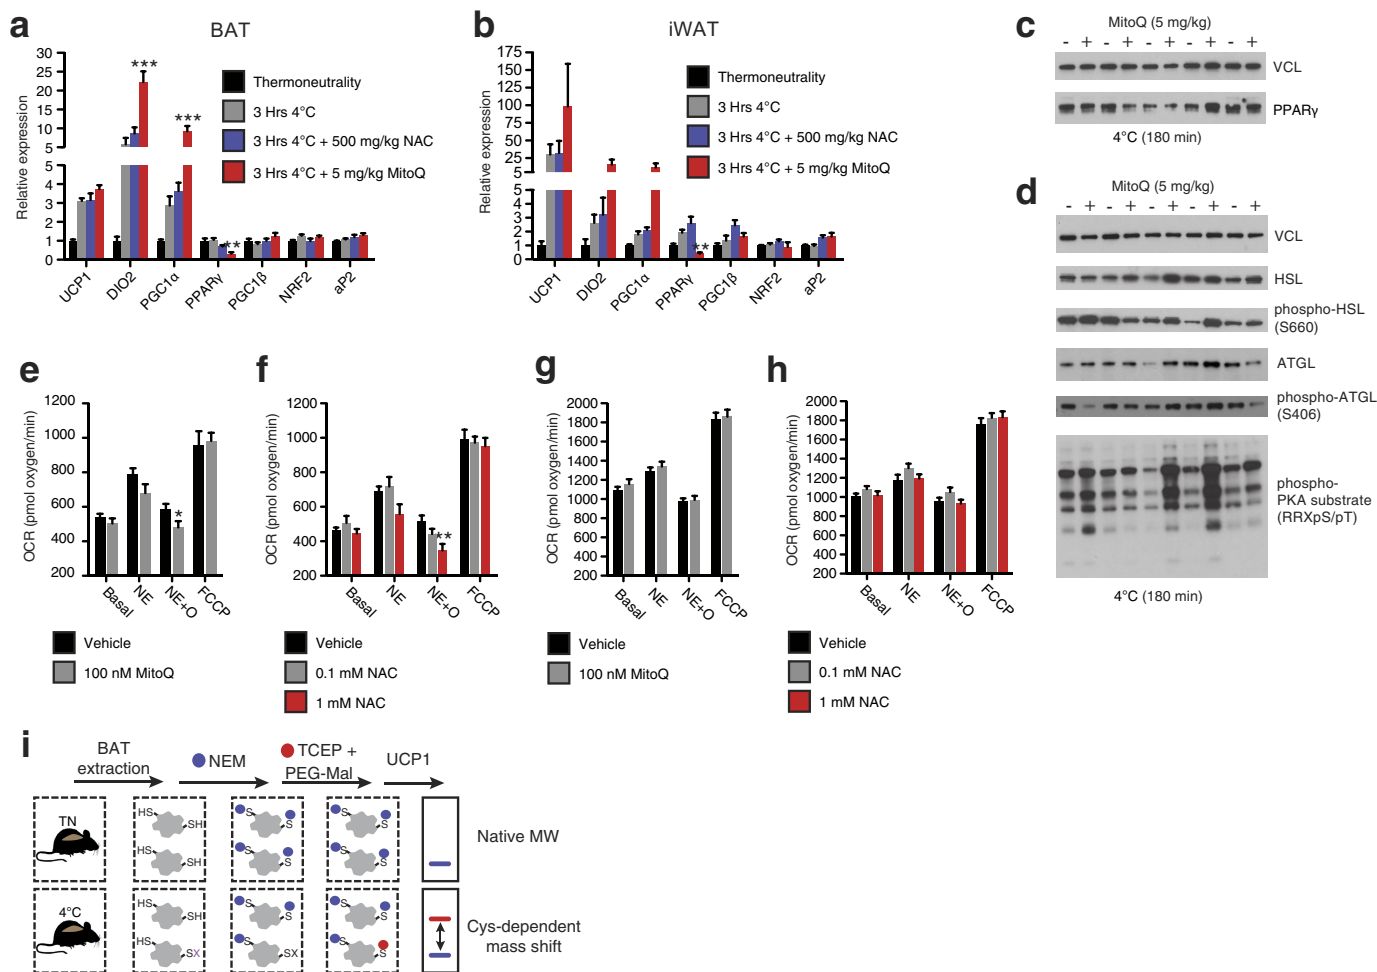 a
BAT
Relative expression
30
25
20
15
10
5
5
4
3
2
1
0
***
***
**
Thermoneutrality
3 Hrs 4°C
3 Hrs 4°C + 500 mg/kg NAC
3 Hrs 4°C + 5 mg/kg MitoQ
UCP1
DIO2
PGC1α
PPARγ
PGC1β
NRF2
aP2
b
iWAT
Relative expression
175
150
125
100
75
50
25
5
5
4
3
2
1
0
**
Thermoneutrality
3 Hrs 4°C
3 Hrs 4°C + 500 mg/kg NAC
3 Hrs 4°C + 5 mg/kg MitoQ
UCP1
DIO2
PGC1α
PPARγ
PGC1β
NRF2
aP2
c
MitoQ (5 mg/kg)
- + - + - + - + - +
VCL
PPARγ
4°C (180 min)
d
MitoQ (5 mg/kg)
- + - + - + - + - +
VCL
HSL
phospho-HSL
(S660)
ATGL
phospho-ATGL
(S406)
phospho-
PKA substrate
(RRXpS/pT)
4°C (180 min)
e
OCR (pmol oxygen/min)
1200
1000
800
600
400
200
*
Basal
NE
NE+O
FCCP
Vehicle
100 nM MitoQ
f
OCR (pmol oxygen/min)
1200
1000
800
600
400
200
**
Basal
NE
NE+O
FCCP
Vehicle
0.1 mM NAC
1 mM NAC
g
OCR (pmol oxygen/min)
2000
1800
1600
1400
1200
1000
800
600
400
200
Basal
NE
NE+O
FCCP
Vehicle
100 nM MitoQ
h
OCR (pmol oxygen/min)
2000
1800
1600
1400
1200
1000
800
600
400
200
Basal
NE
NE+O
FCCP
Vehicle
0.1 mM NAC
1 mM NAC
i
BAT
extraction
NEM
TCEP +
PEG-Mal
UCP1
TN
HS
SH
HS
SH
S
S
S
S
S
S
S
S
Native MW
4°C
HS
SH
HS
SX
S
S
S
SX
S
S
S
S
Cys-dependent
mass shift